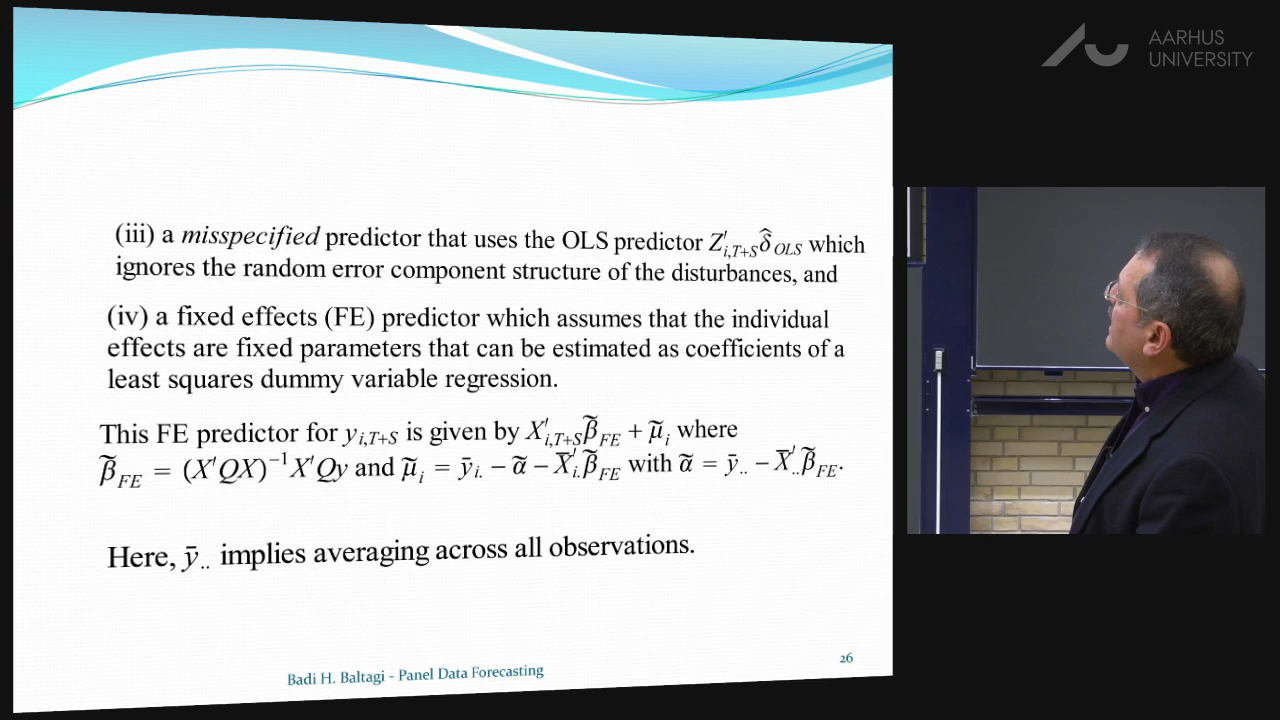 AARHUS
UNIVERSITY
(iii) a misspecified predictor that uses the OLS predictor Z′i,T+S δ̂OLS which
ignores the random error component structure of the disturbances, and
(iv) a fixed effects (FE) predictor which assumes that the individual
effects are fixed parameters that can be estimated as coefficients of a
least squares dummy variable regression.
This FE predictor for yi,T+S is given by X′i,T+S β̃FE + μ̃i where
β̃FE = (X′QX)⁻¹X′Qy and μ̃i = ȳi. − α̃ − X̄′i. β̃FE with α̃ = ȳ.. − X̄′.. β̃FE.
Here, ȳ.. implies averaging across all observations.
Badi H. Baltagi - Panel Data Forecasting
26